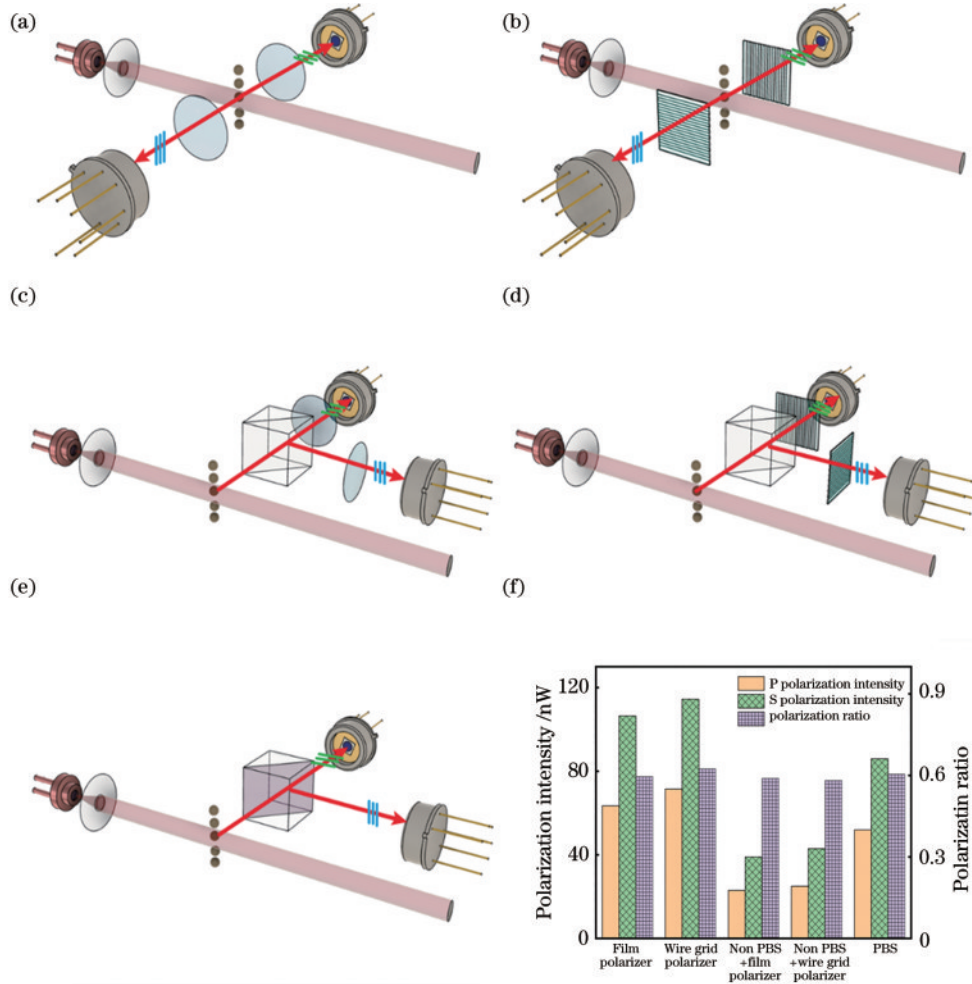 (a)
(b)
(c)
(d)
(e)
(f)
Polarization intensity /nW
120
80
40
0
P polarization intensity
S polarization intensity
polarization ratio
0.9
0.6
0.3
0
Polarizatin ratio
Film
polarizer
Wire grid
polarizer
Non PBS
+film
polarizer
Non PBS
+wire grid
polarizer
PBS